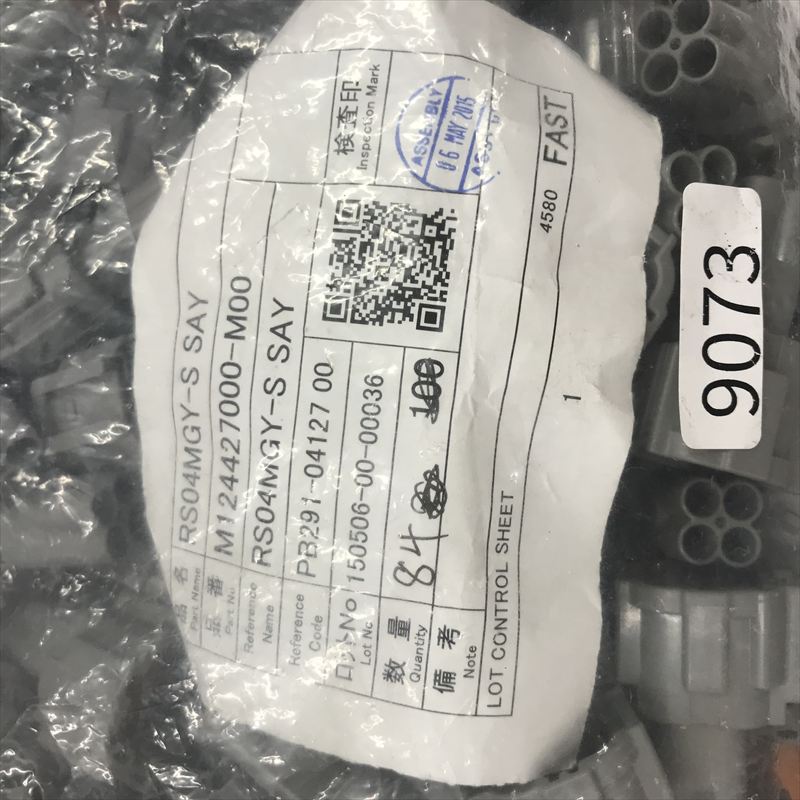 品名 RS04MGY-S SAY
Part Name
品番 M124427000-M00
Part No
Reference Name RS04MGY-S SAY
Reference Code PB291-04127 00
ロットNo 150506-00-00036
Lot No
数量 84 100
Quantity
備考
Note
LOT CONTROL SHEET
検査印
Inspection Mark
ASSEMBLY
06 MAY 2015
4580 FAST
1
9073